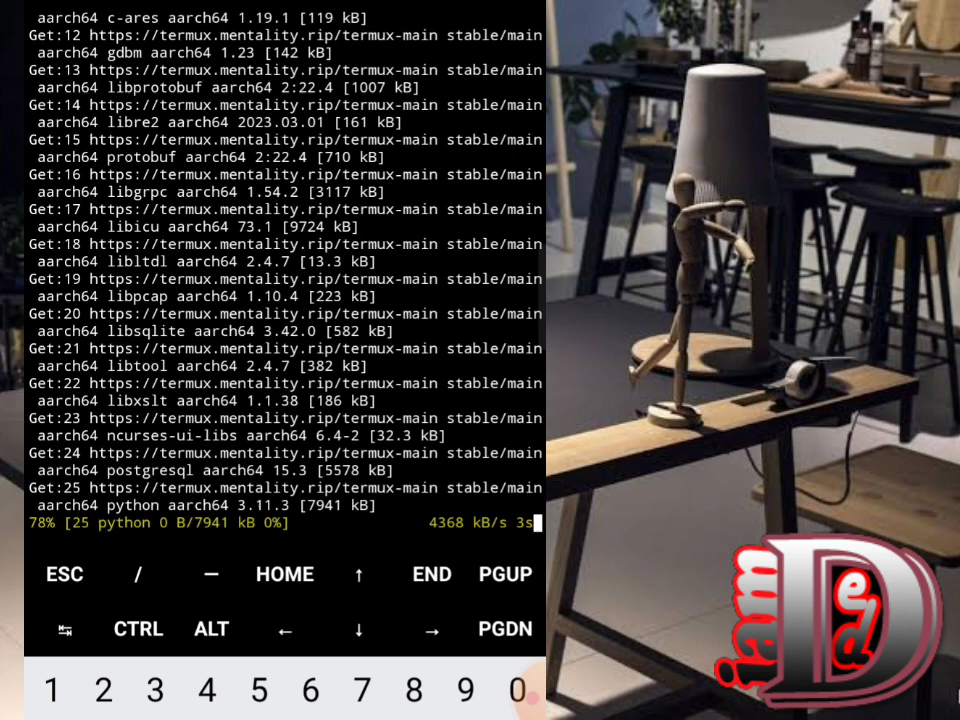 aarch64 c-ares aarch64 1.19.1 [119 kB]
Get:12 https://termux.mentality.rip/termux-main stable/main
aarch64 gdbm aarch64 1.23 [142 kB]
Get:13 https://termux.mentality.rip/termux-main stable/main
aarch64 libprotobuf aarch64 2:22.4 [1007 kB]
Get:14 https://termux.mentality.rip/termux-main stable/main
aarch64 libre2 aarch64 2023.03.01 [161 kB]
Get:15 https://termux.mentality.rip/termux-main stable/main
aarch64 protobuf aarch64 2:22.4 [710 kB]
Get:16 https://termux.mentality.rip/termux-main stable/main
aarch64 libgrpc aarch64 1.54.2 [3117 kB]
Get:17 https://termux.mentality.rip/termux-main stable/main
aarch64 libicu aarch64 73.1 [9724 kB]
Get:18 https://termux.mentality.rip/termux-main stable/main
aarch64 libltdl aarch64 2.4.7 [13.3 kB]
Get:19 https://termux.mentality.rip/termux-main stable/main
aarch64 libpcap aarch64 1.10.4 [223 kB]
Get:20 https://termux.mentality.rip/termux-main stable/main
aarch64 libsqlite aarch64 3.42.0 [582 kB]
Get:21 https://termux.mentality.rip/termux-main stable/main
aarch64 libtool aarch64 2.4.7 [382 kB]
Get:22 https://termux.mentality.rip/termux-main stable/main
aarch64 libxslt aarch64 1.1.38 [186 kB]
Get:23 https://termux.mentality.rip/termux-main stable/main
aarch64 ncurses-ui-libs aarch64 6.4-2 [32.3 kB]
Get:24 https://termux.mentality.rip/termux-main stable/main
aarch64 postgresql aarch64 15.3 [5578 kB]
Get:25 https://termux.mentality.rip/termux-main stable/main
aarch64 python aarch64 3.11.3 [7941 kB]
78% [25 python 0 B/7941 kB 0%] 4368 kB/s 3s
ESC / — HOME ↑ END PGUP
↹ CTRL ALT ← ↓ → PGDN
1 2 3 4 5 6 7 8 9 0
iam D ed